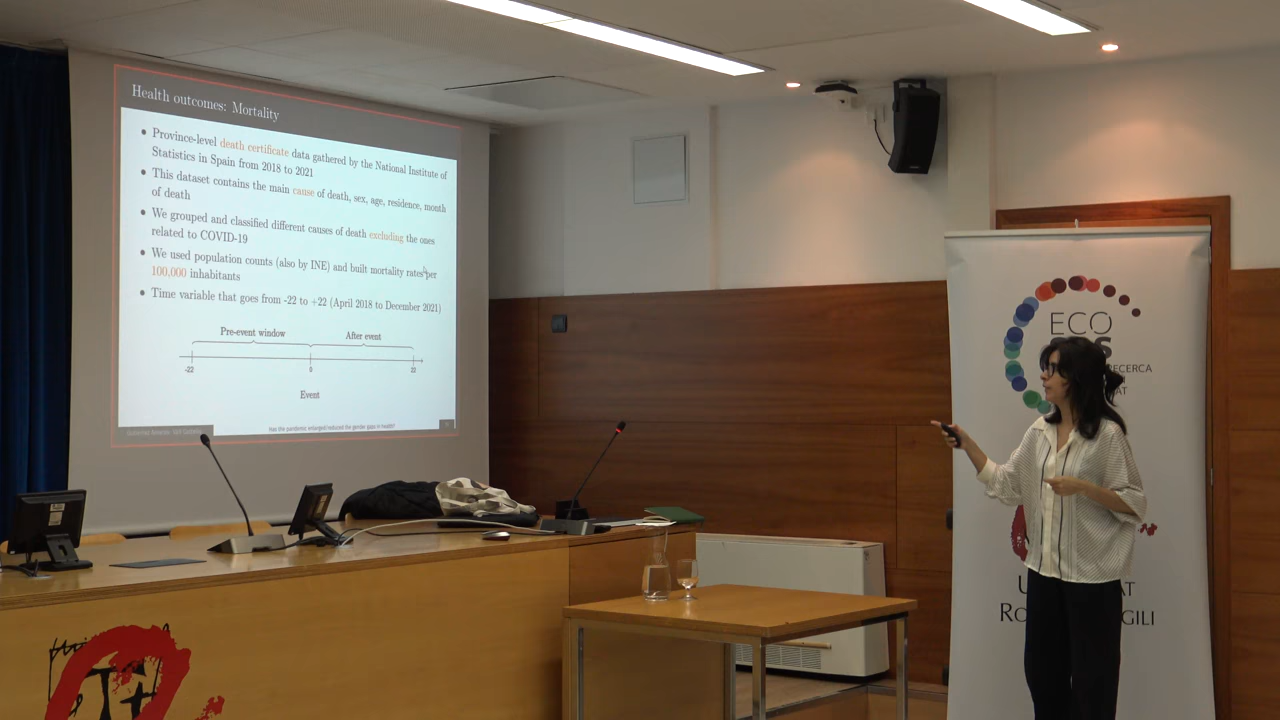 Health outcomes: Mortality
• Province-level death certificate data gathered by the National Institute of
Statistics in Spain from 2018 to 2021
• This dataset contains the main cause of death, sex, age, residence, month
of death
• We grouped and classified different causes of death excluding the ones
related to COVID-19
• We used population counts (also by INE) and built mortality rates per
100,000 inhabitants
• Time variable that goes from -22 to +22 (April 2018 to December 2021)
Pre-event window
After event
-22
0
22
Event
Has the pandemic enlarged/reduced the gender gaps in health?
ECO